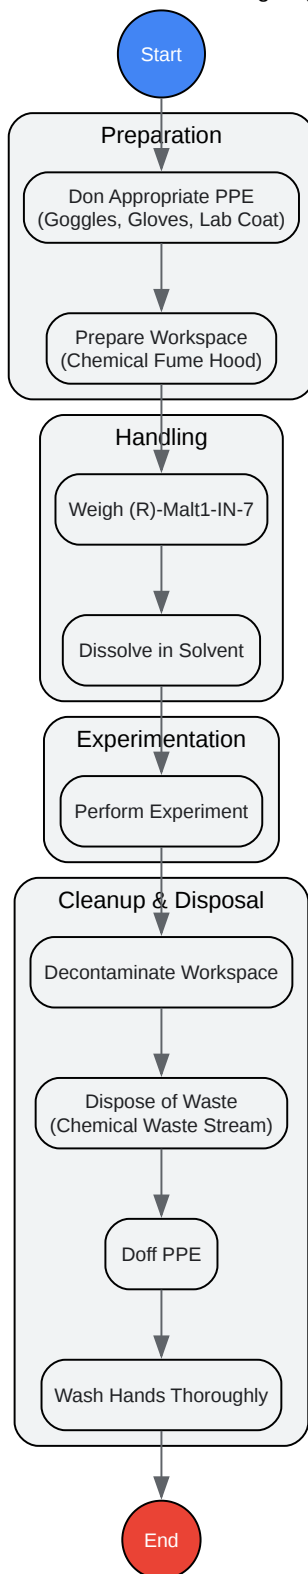 Start
Preparation
Don Appropriate PPE
(Goggles, Gloves, Lab Coat)
Prepare Workspace
(Chemical Fume Hood)
Handling
Weigh (R)-Malt1-IN-7
Dissolve in Solvent
Experimentation
Perform Experiment
Cleanup & Disposal
Decontaminate Workspace
Dispose of Waste
(Chemical Waste Stream)
Doff PPE
Wash Hands Thoroughly
End